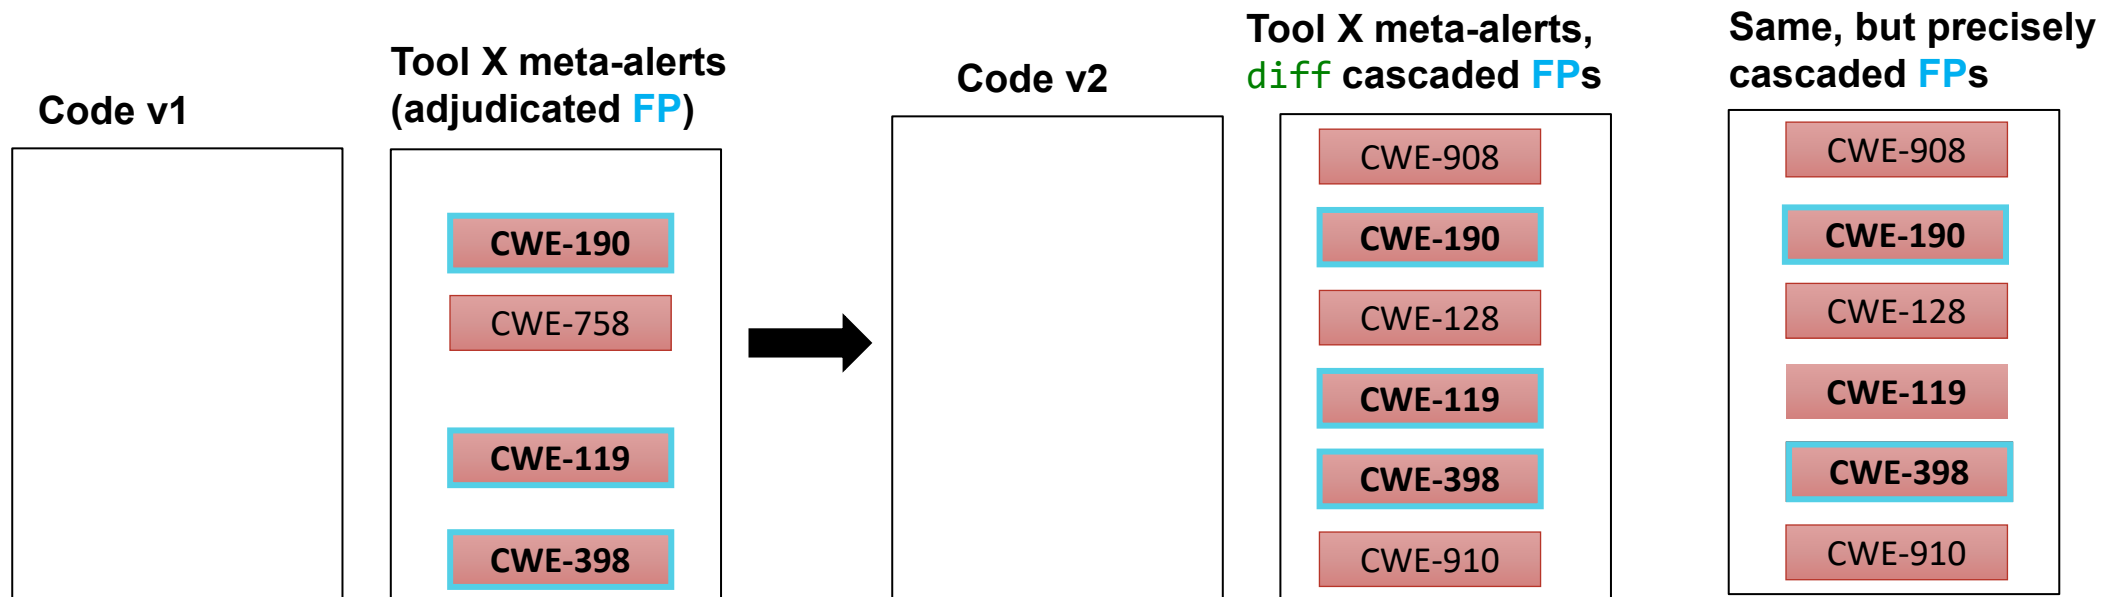 Code v1
Tool X meta-alerts
(adjudicated FP)
CWE-190
CWE-758
CWE-119
CWE-398
Code v2
Tool X meta-alerts,
diff cascaded FPs
CWE-908
CWE-190
CWE-128
CWE-119
CWE-398
CWE-910
Same, but precisely
cascaded FPs
CWE-908
CWE-190
CWE-128
CWE-119
CWE-398
CWE-910